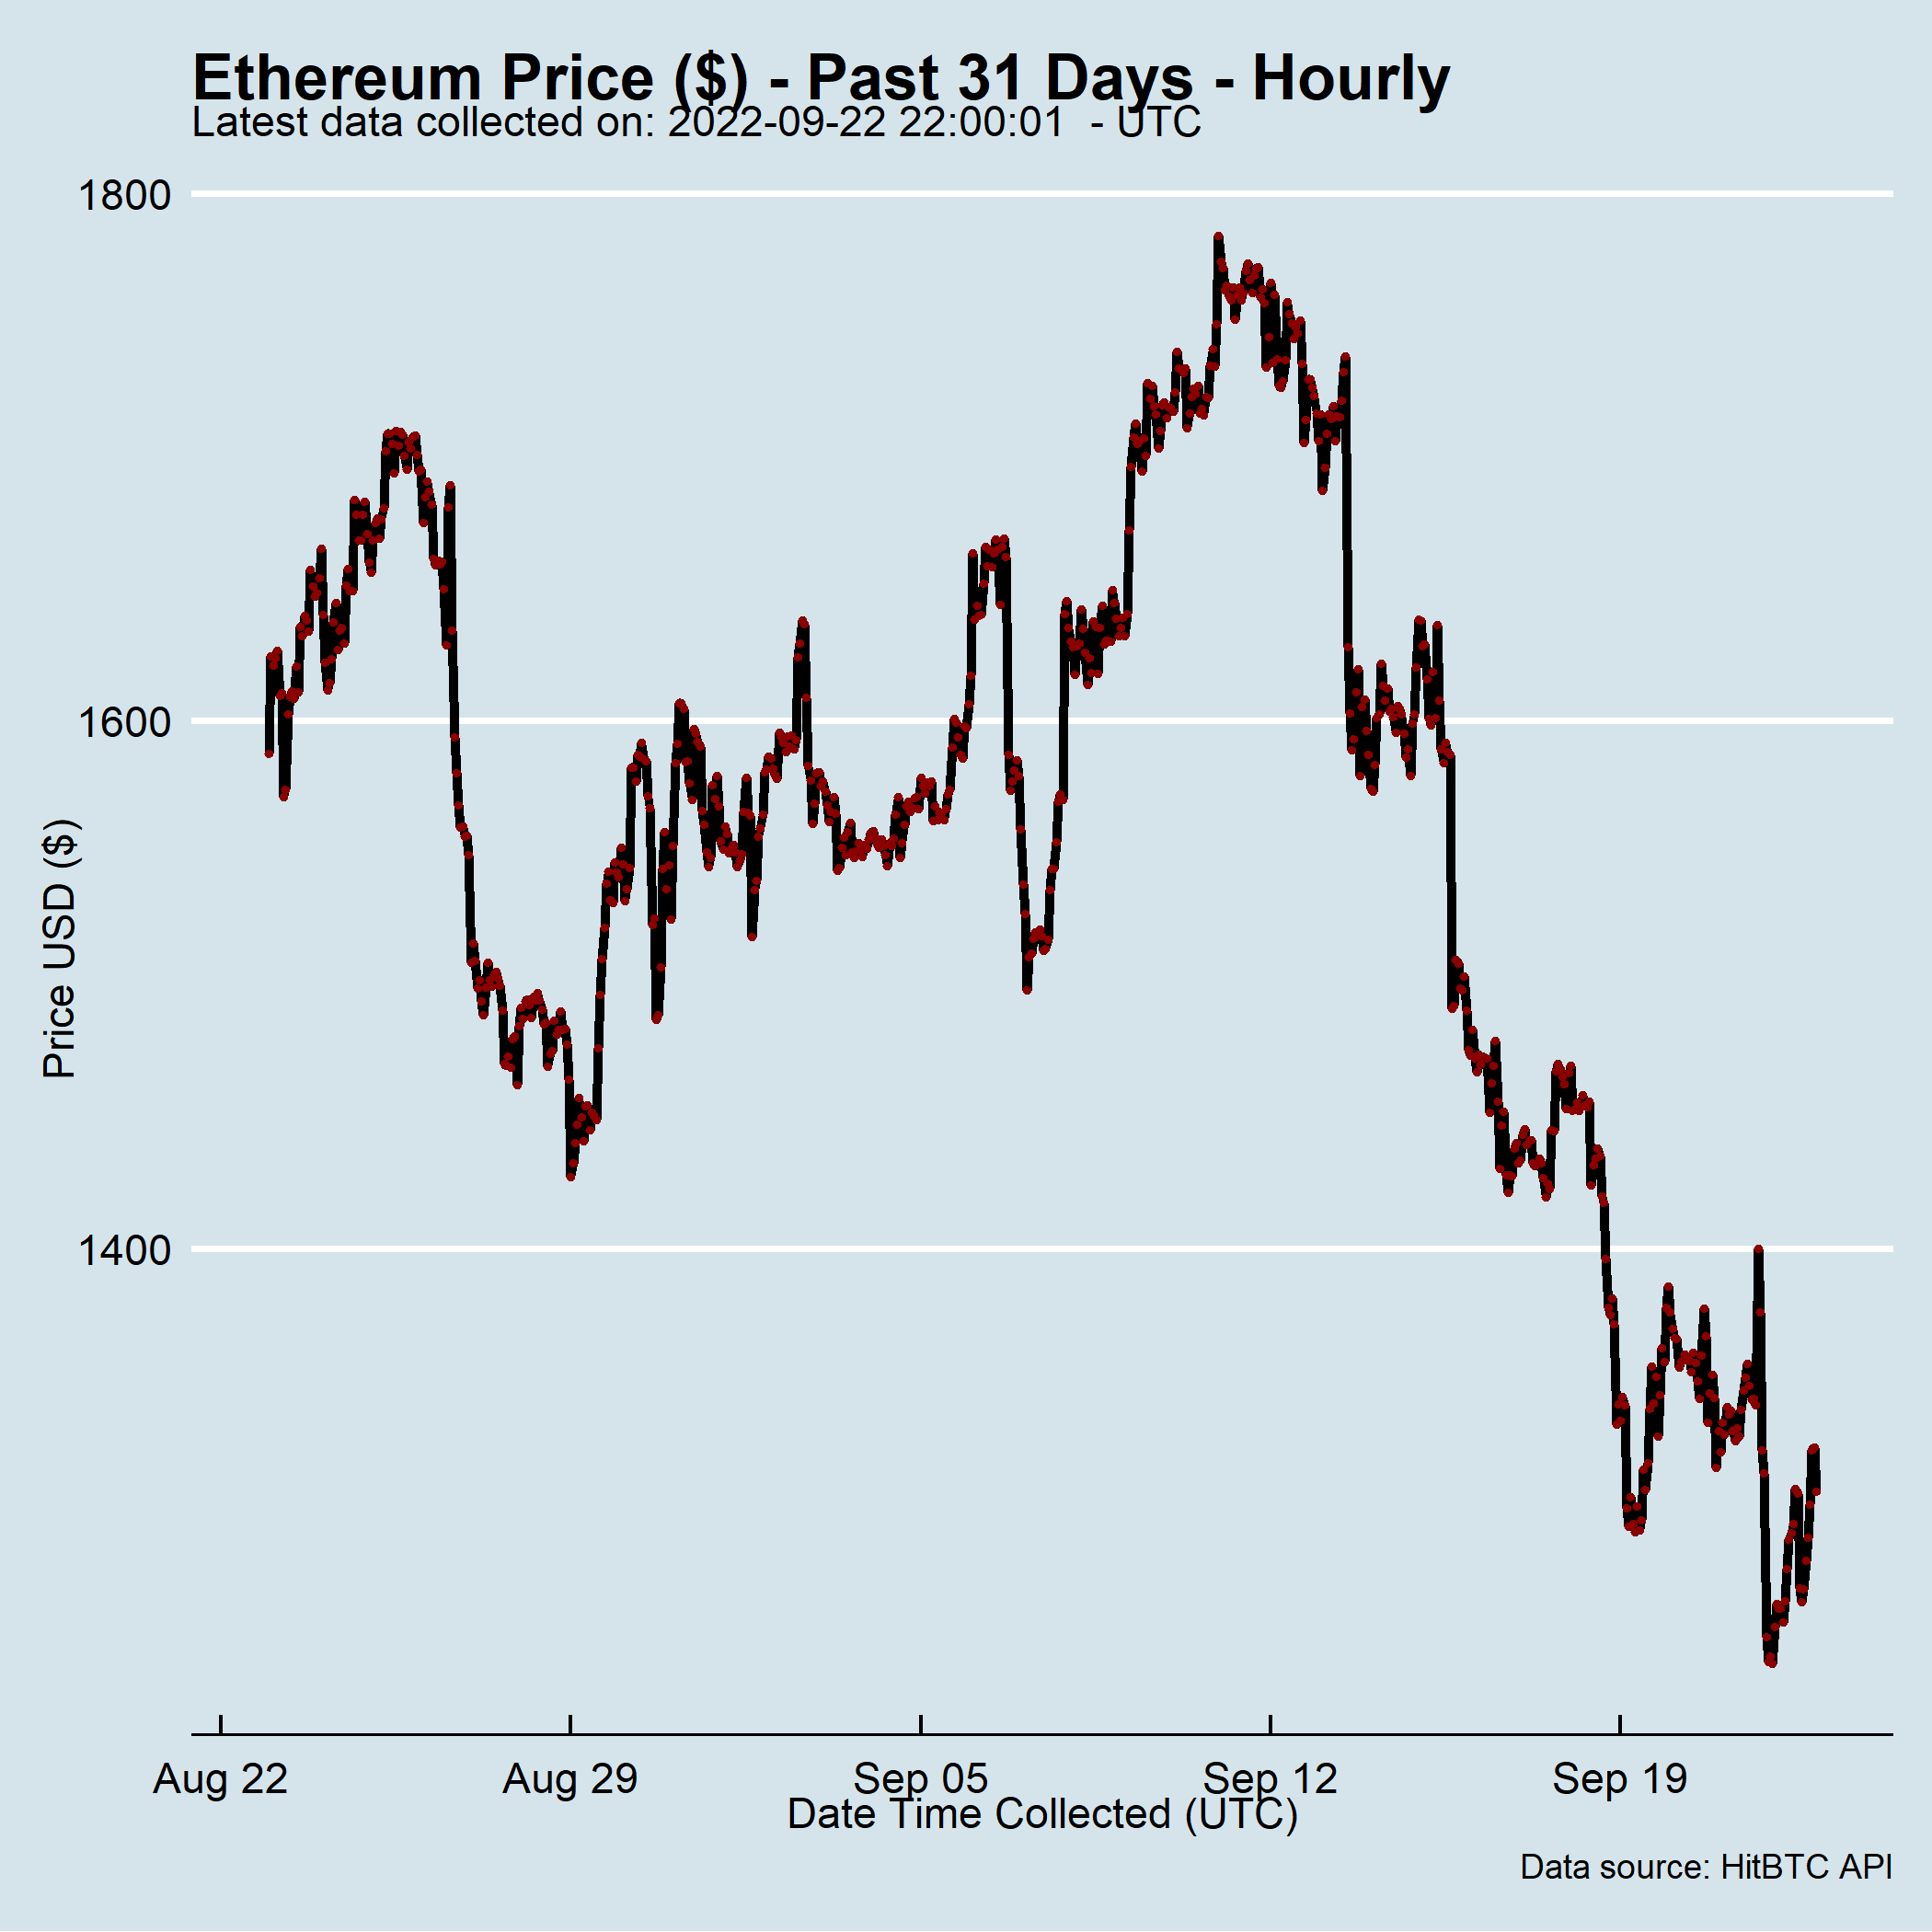 Ethereum Price ($) - Past 31 Days - Hourly
Latest data collected on: 2022-09-22 22:00:01  - UTC
1800
1600
1400
Price USD ($)
Aug 22 Aug 29 Sep 05 Sep 12 Sep 19
Date Time Collected (UTC)
Data source: HitBTC API